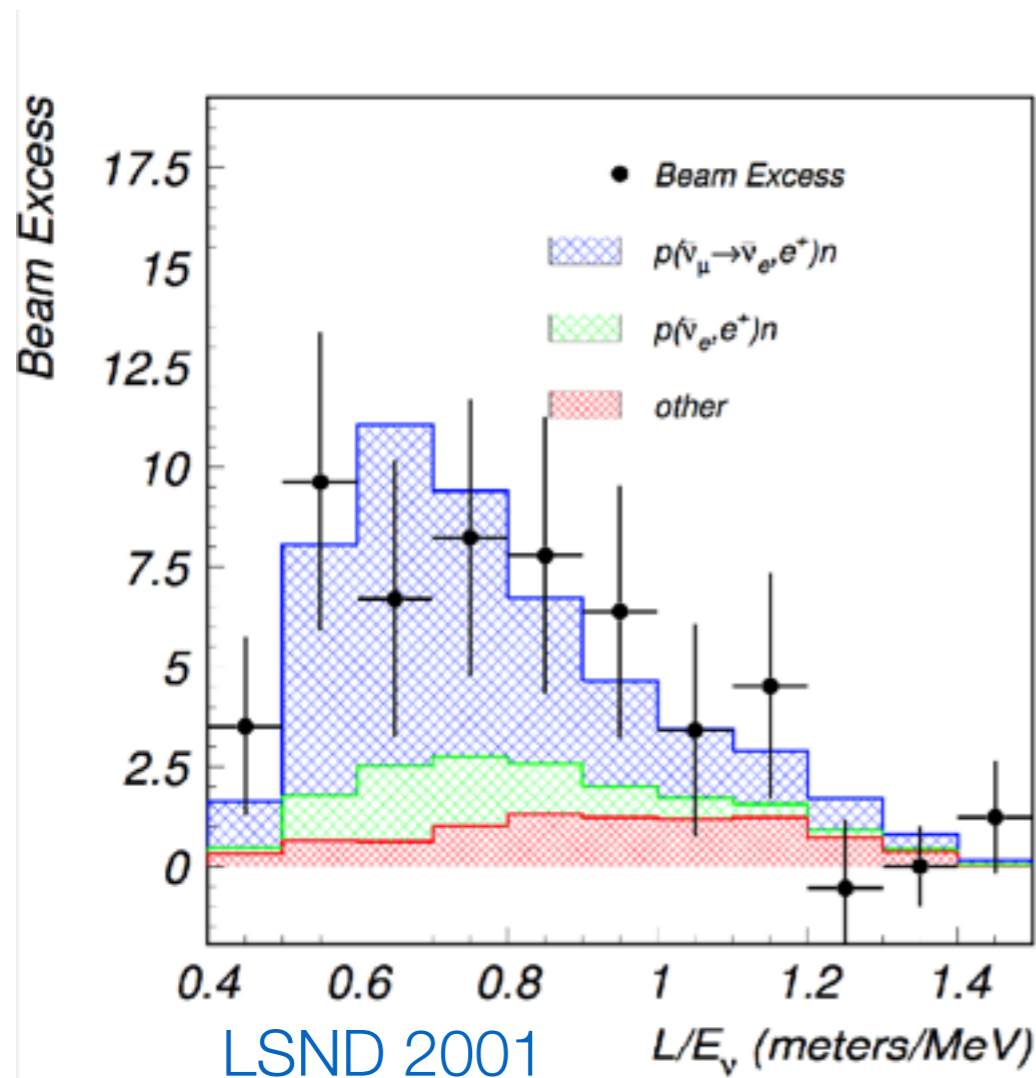 Beam Excess
17.5
15
12.5
10
7.5
5
2.5
0
Beam Excess
p(ν̄μ→ν̄e,e⁺)n
p(ν̄e,e⁺)n
other
0.4 0.6 0.8 1 1.2 1.4
LSND 2001
L/Eν (meters/MeV)